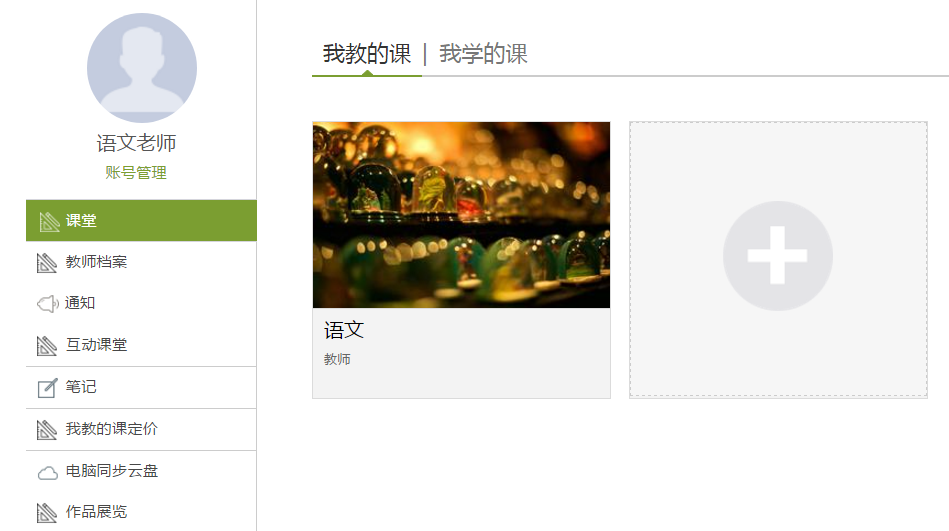 语文老师
账号管理
课堂
教师档案
通知
互动课堂
笔记
我教的课定价
电脑同步云盘
作品展览
我教的课 | 我学的课
语文
教师